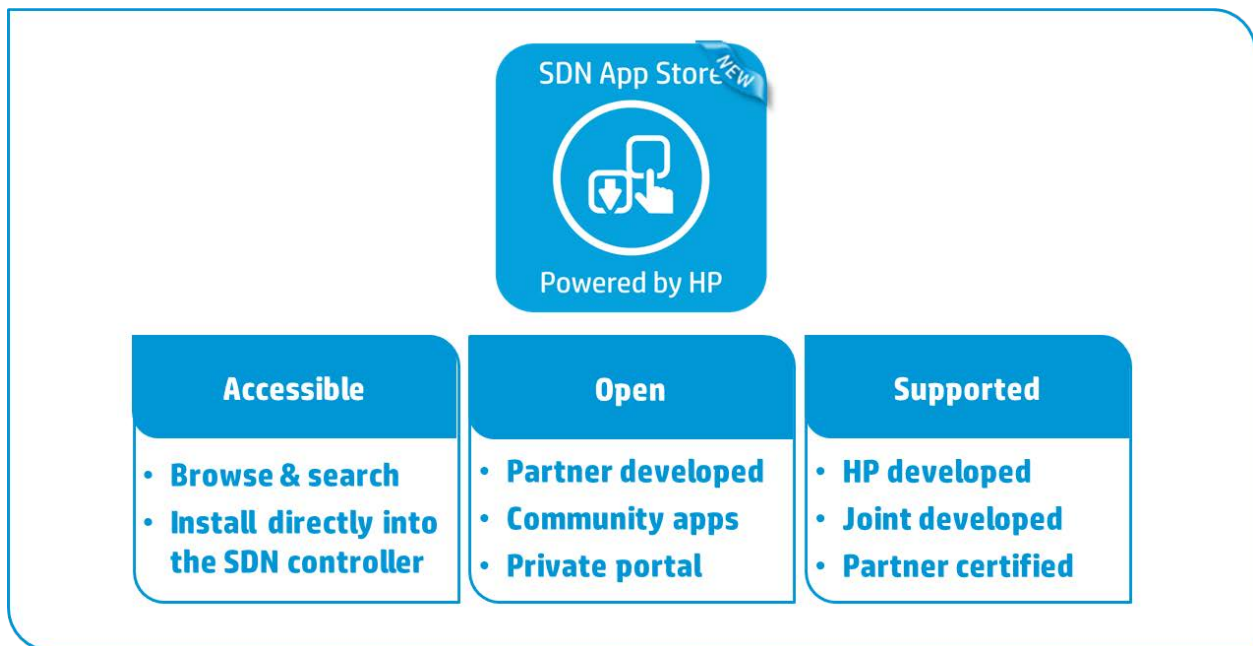 SDN App Store
NEW
Powered by HP
Accessible
• Browse & search
• Install directly into
the SDN controller
Open
• Partner developed
• Community apps
• Private portal
Supported
• HP developed
• Joint developed
• Partner certified